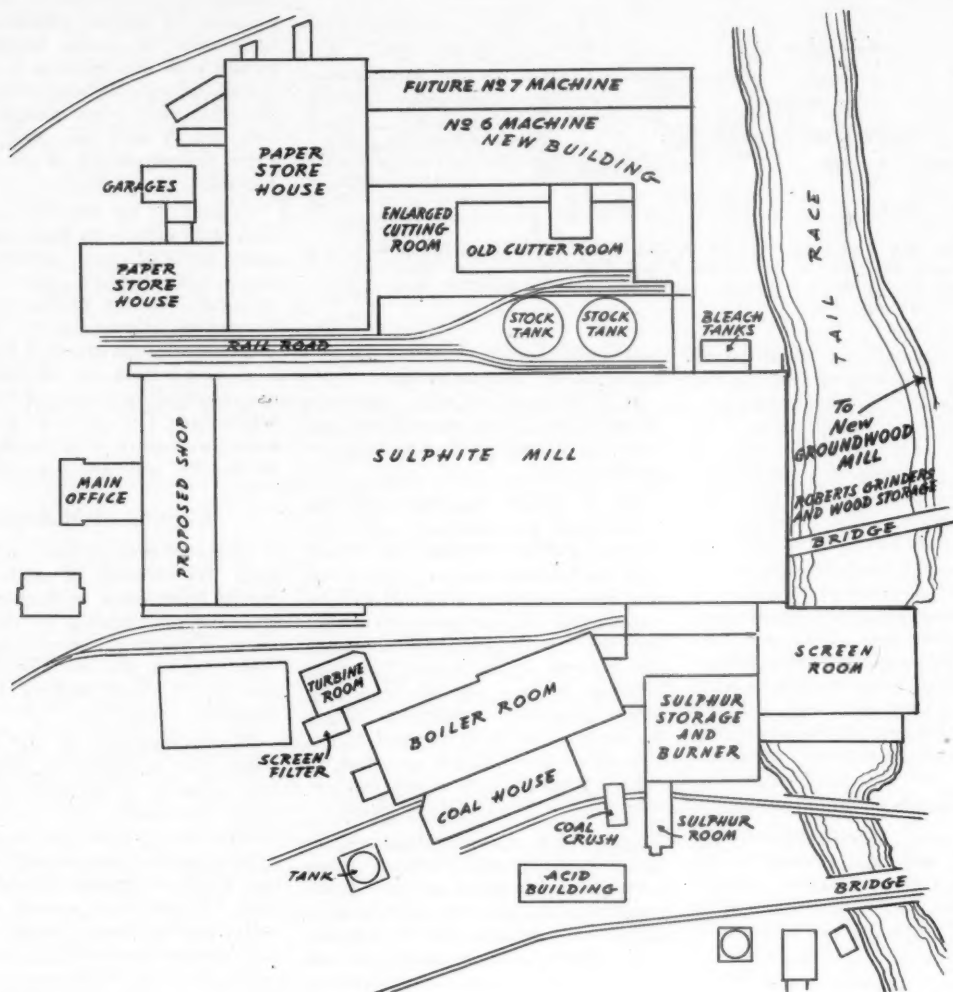 FUTURE Nº 7 MACHINE
Nº 6 MACHINE
NEW BUILDING
PAPER
STORE
HOUSE
GARAGES
ENLARGED
CUTTING
ROOM
OLD CUTTER ROOM
PAPER
STORE
HOUSE
STOCK
TANK
STOCK
TANK
BLEACH
TANKS
RAIL ROAD
TAIL RACE
To
New
GROUNDWOOD
MILL
ROBERTS GRINDERS
AND WOOD STORAGE
BRIDGE
PROPOSED SHOP
SULPHITE MILL
MAIN
OFFICE
SCREEN
ROOM
TURBINE
ROOM
BOILER ROOM
SULPHUR
STORAGE
AND
BURNER
SCREEN
FILTER
COAL HOUSE
COAL
CRUSH
SULPHUR
ROOM
TANK
ACID
BUILDING
BRIDGE